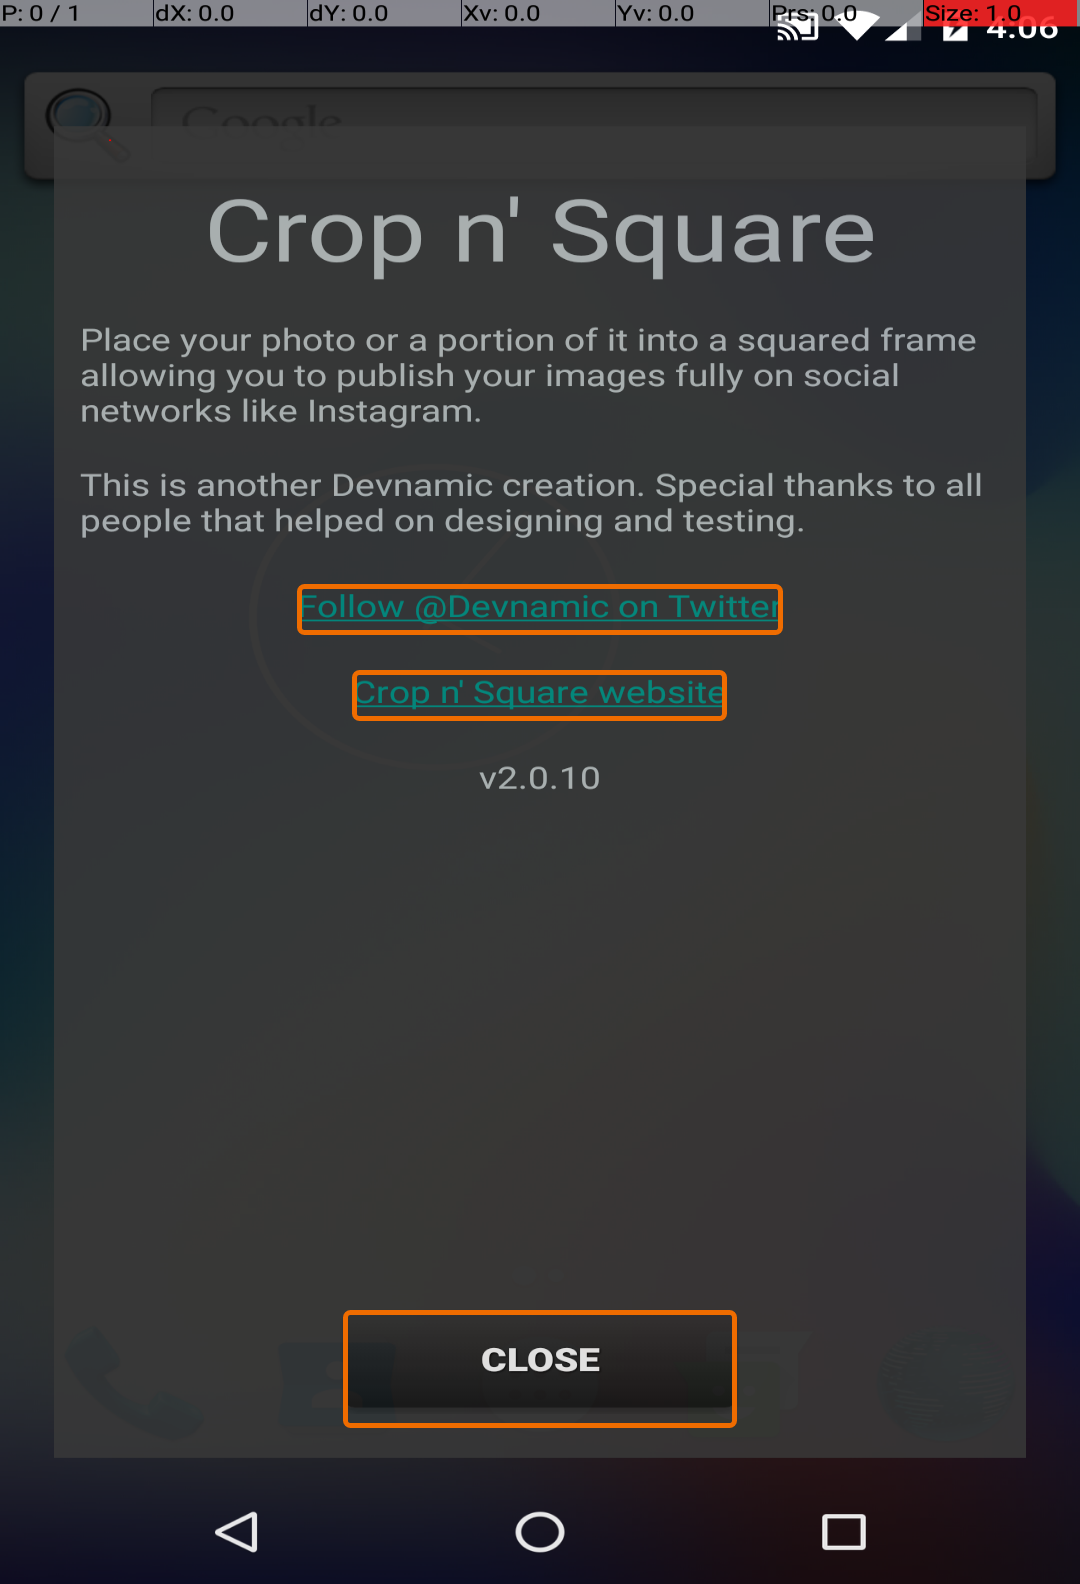 P: 0 / 1 dX: 0.0 dY: 0.0 Xv: 0.0 Yv: 0.0 Prs: 0.0 Size: 1.0
4:06
Google
Crop n' Square
Place your photo or a portion of it into a squared frame
allowing you to publish your images fully on social
networks like Instagram.
This is another Devnamic creation. Special thanks to all
people that helped on designing and testing.
Follow @Devnamic on Twitter
Crop n' Square website
v2.0.10
CLOSE